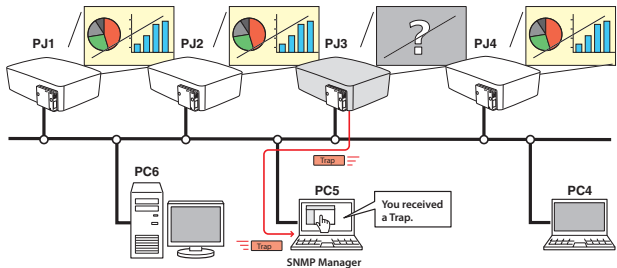 PJ1
PJ2
PJ3
PJ4
?
Trap
PC6
PC5
PC4
You received
a Trap.
Trap
SNMP Manager